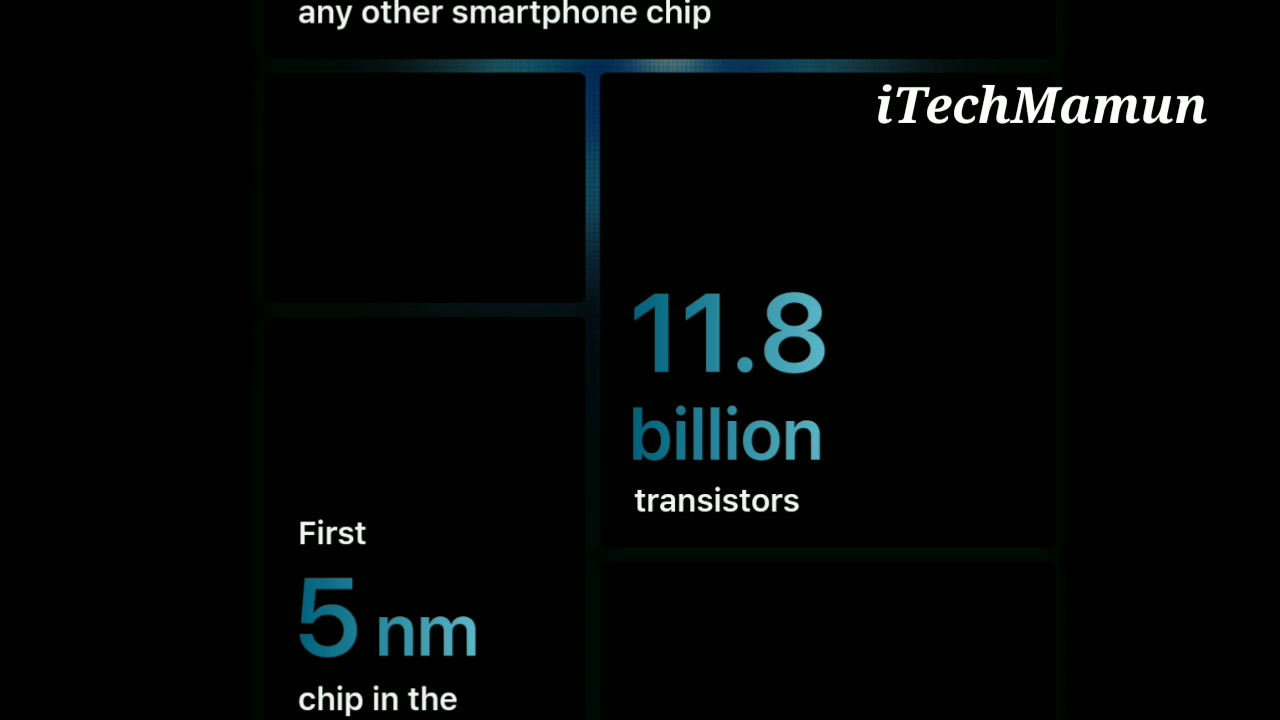 any other smartphone chip
iTechMamun
11.8
billion
transistors
First
5 nm
chip in the